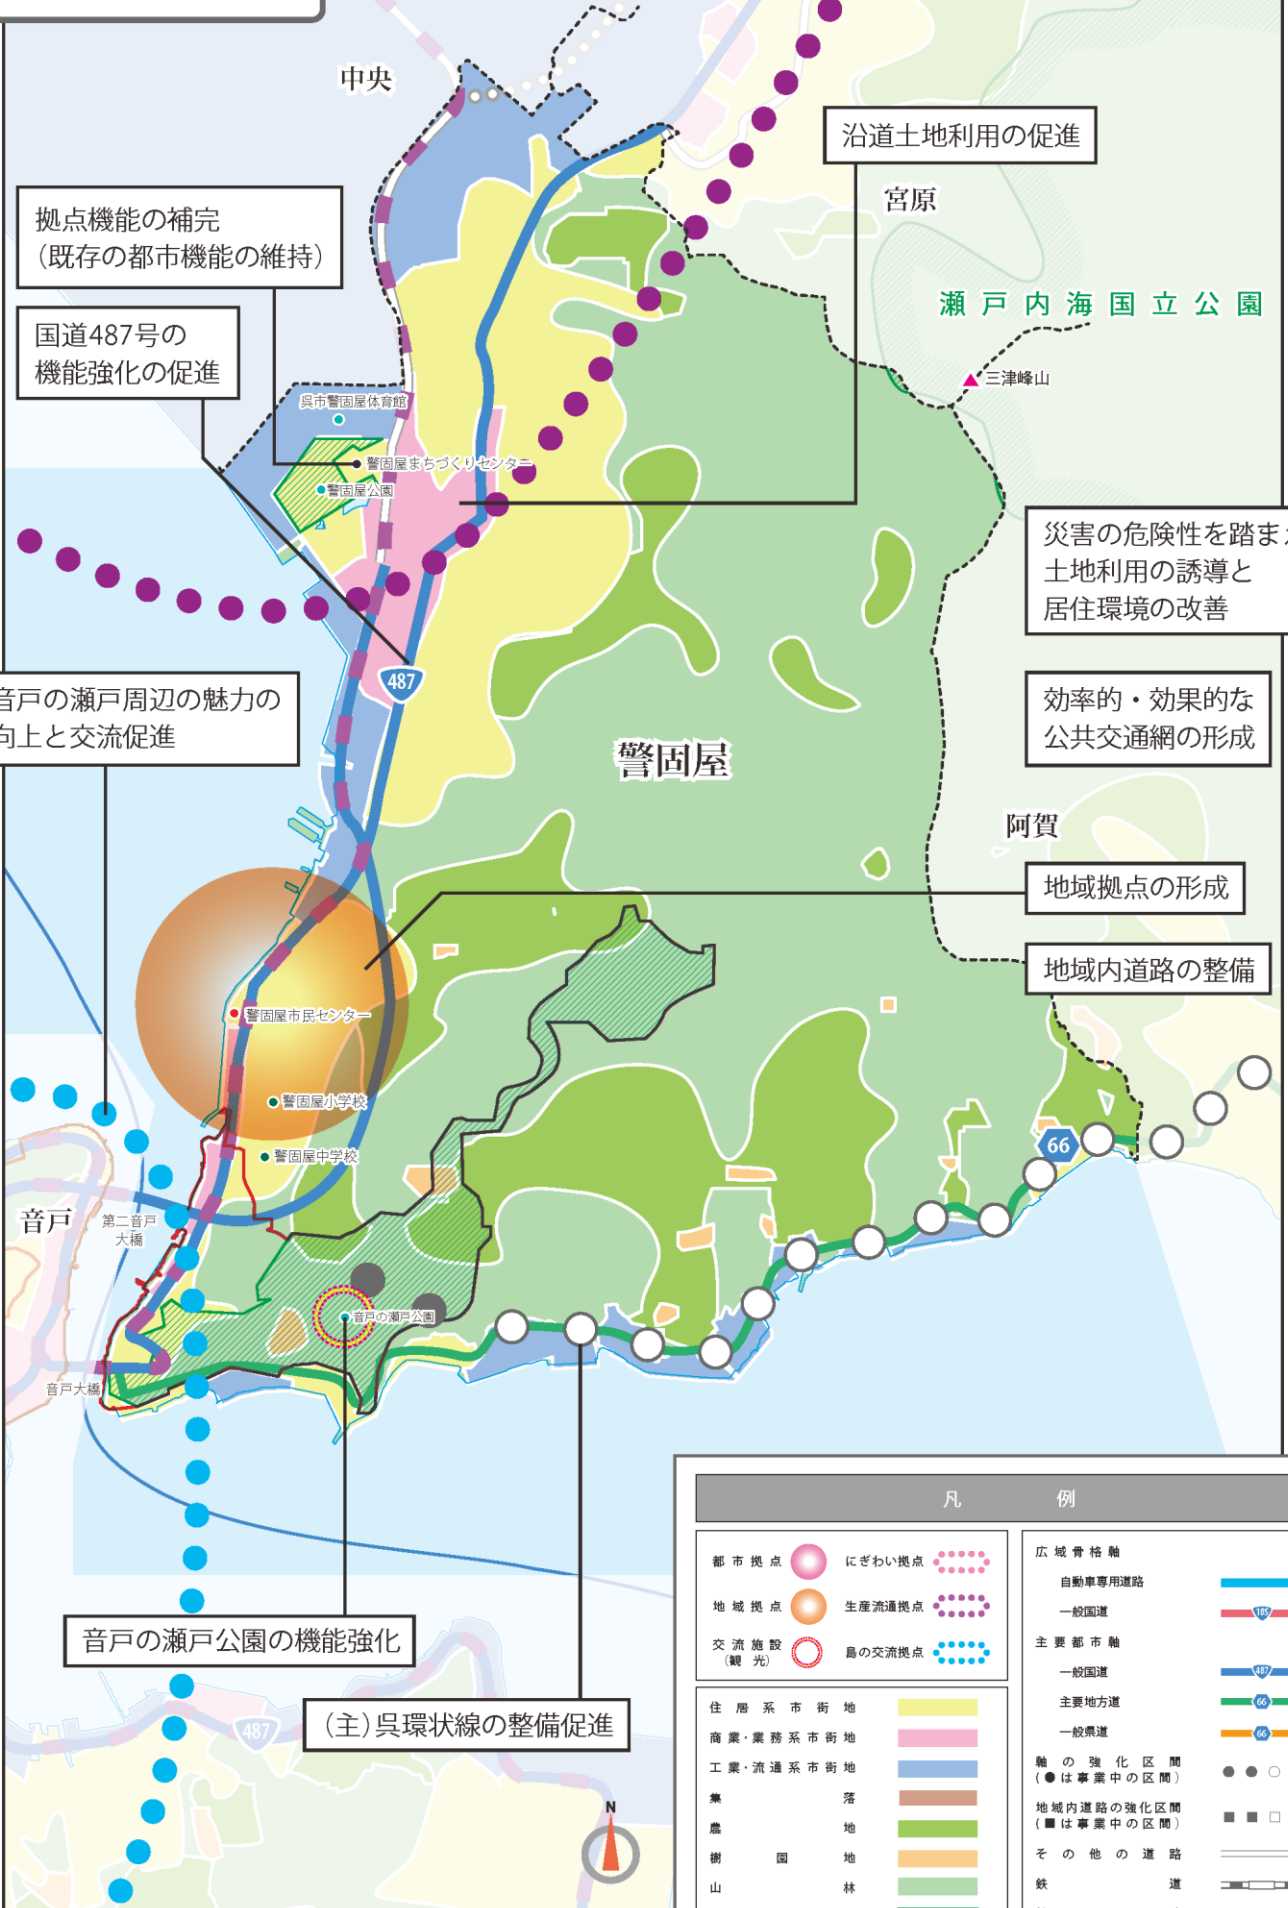 中央
沿道土地利用の促進
宮原
拠点機能の補完
（既存の都市機能の維持）
瀬戸内海国立公園
国道487号の
機能強化の促進
三津峰山
呉市警固屋体育館
警固屋まちづくりセンター
警固屋公園
災害の危険性を踏ま
土地利用の誘導と
居住環境の改善
487
音戸の瀬戸周辺の魅力の
向上と交流促進
効率的・効果的な
公共交通網の形成
警固屋
阿賀
地域拠点の形成
地域内道路の整備
警固屋市民センター
警固屋小学校
66
警固屋中学校
音戸
第二音戸
大橋
音戸の瀬戸公園
音戸大橋
音戸の瀬戸公園の機能強化
（主）呉環状線の整備促進
487
N
凡例
都市拠点
にぎわい拠点
地域拠点
生産流通拠点
交流施設
（観光）
島の交流拠点
住居系市街地
商業・業務系市街地
工業・流通系市街地
集落
農地
樹園地
山林
広域骨格軸
自動車専用道路
一般国道
185
主要都市軸
一般国道
487
主要地方道
66
一般県道
66
軸の強化区間
（●は事業中の区間）
地域内道路の強化区間
（■は事業中の区間）
その他の道路
鉄道